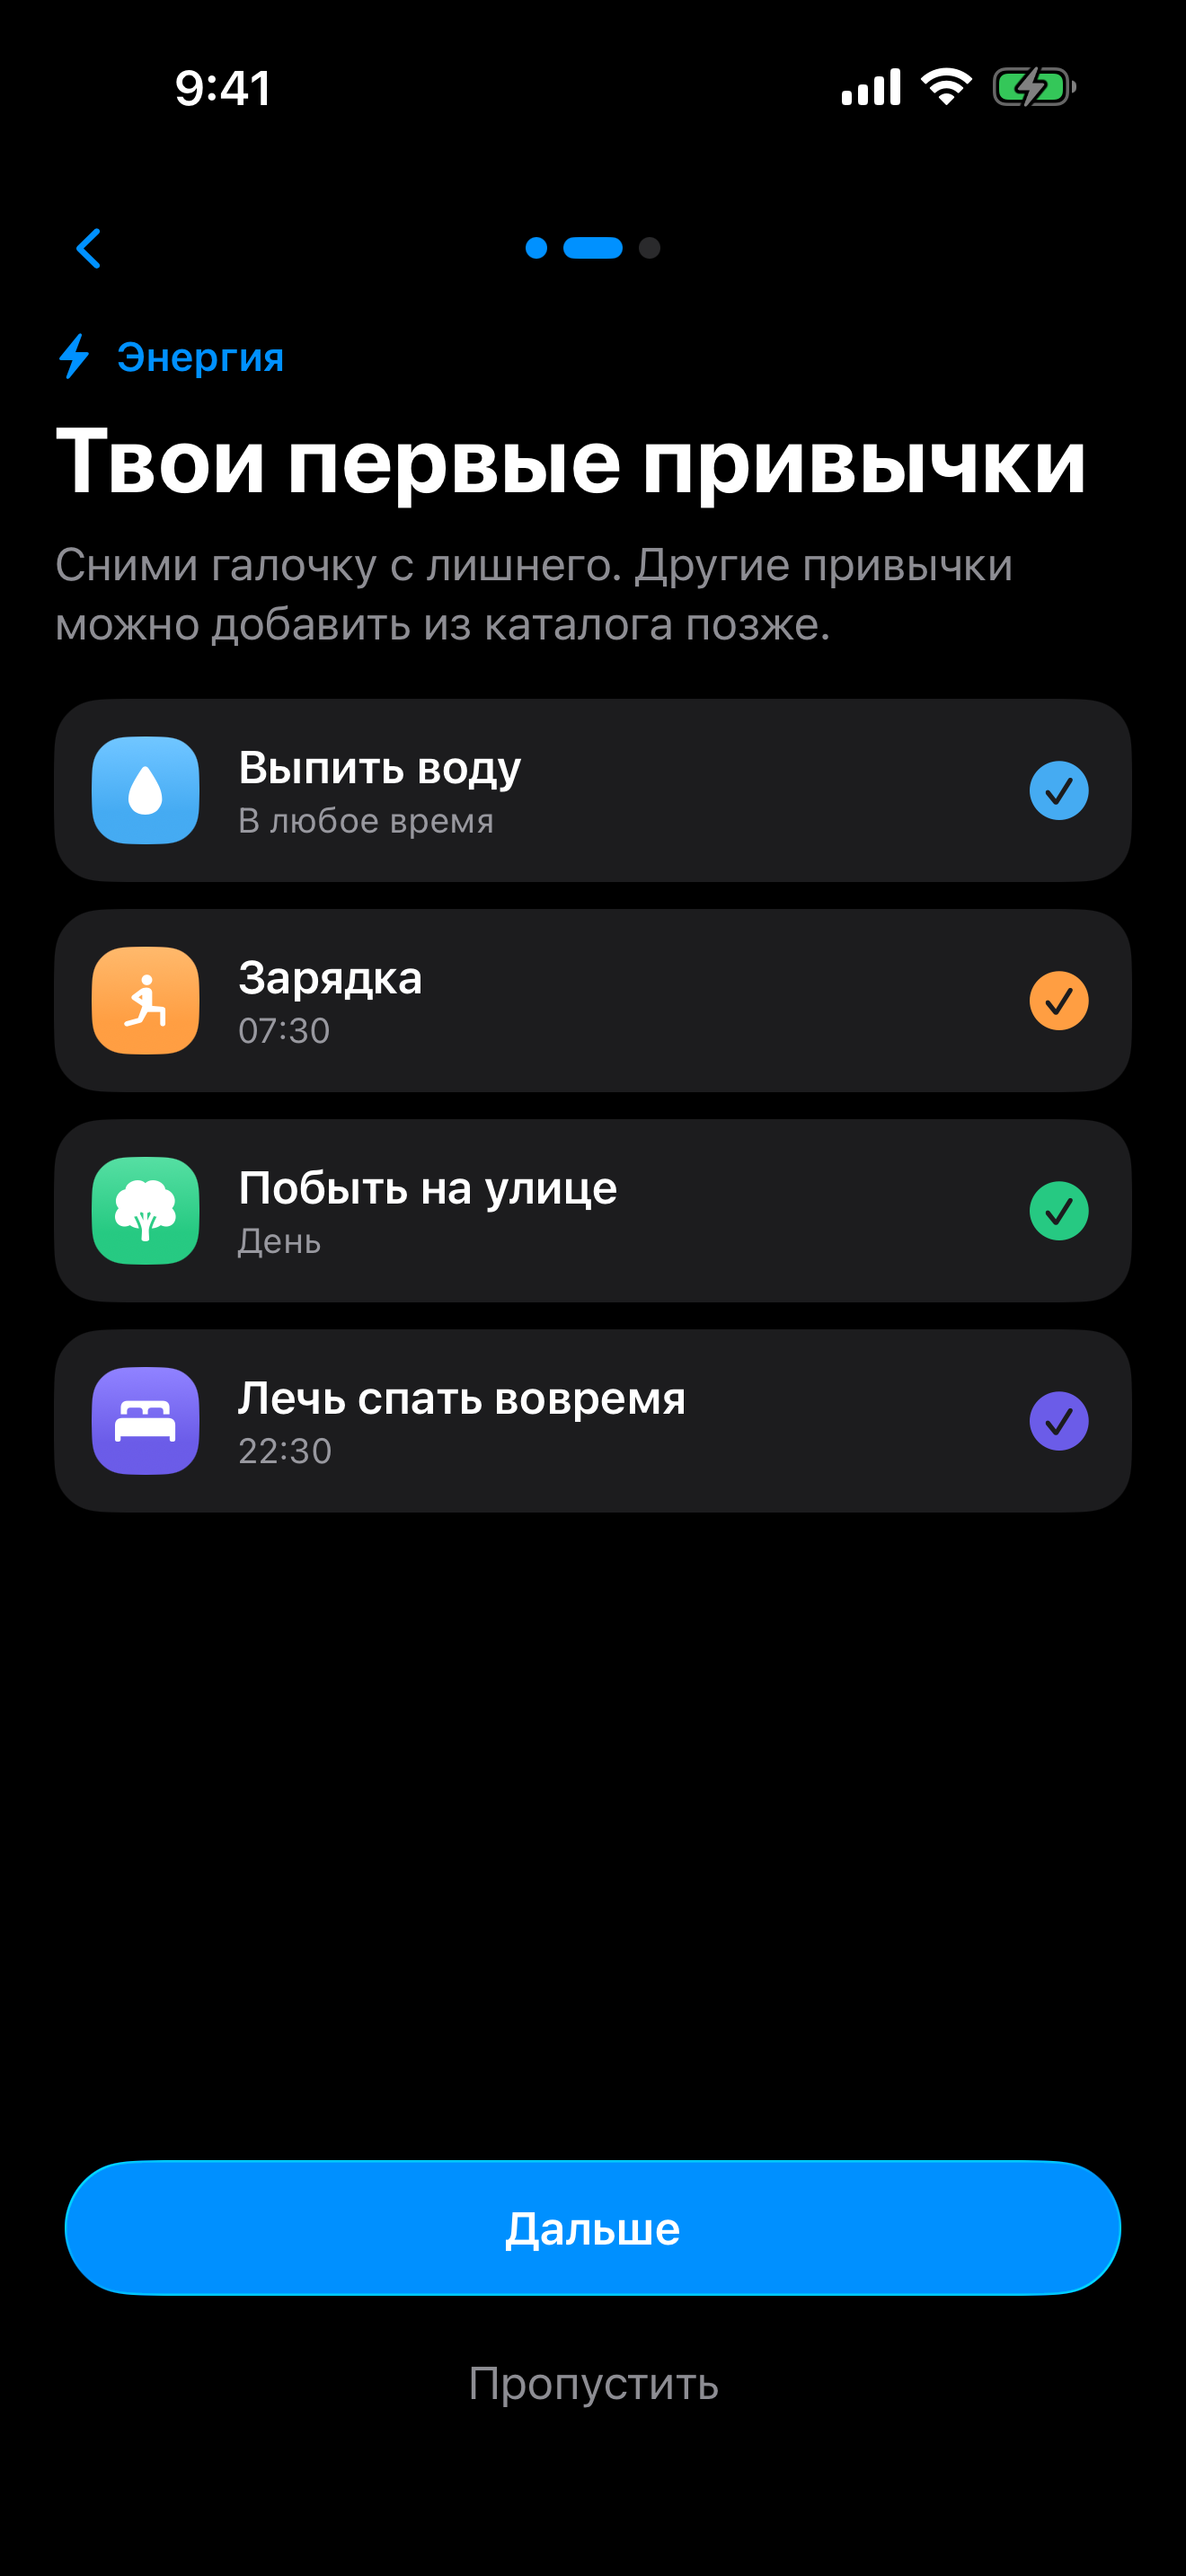 9:41
Энергия
Твои первые привычки
Сними галочку с лишнего. Другие привычки
можно добавить из каталога позже.
Выпить воду
В любое время
Зарядка
07:30
Побыть на улице
День
Лечь спать вовремя
22:30
Дальше
Пропустить